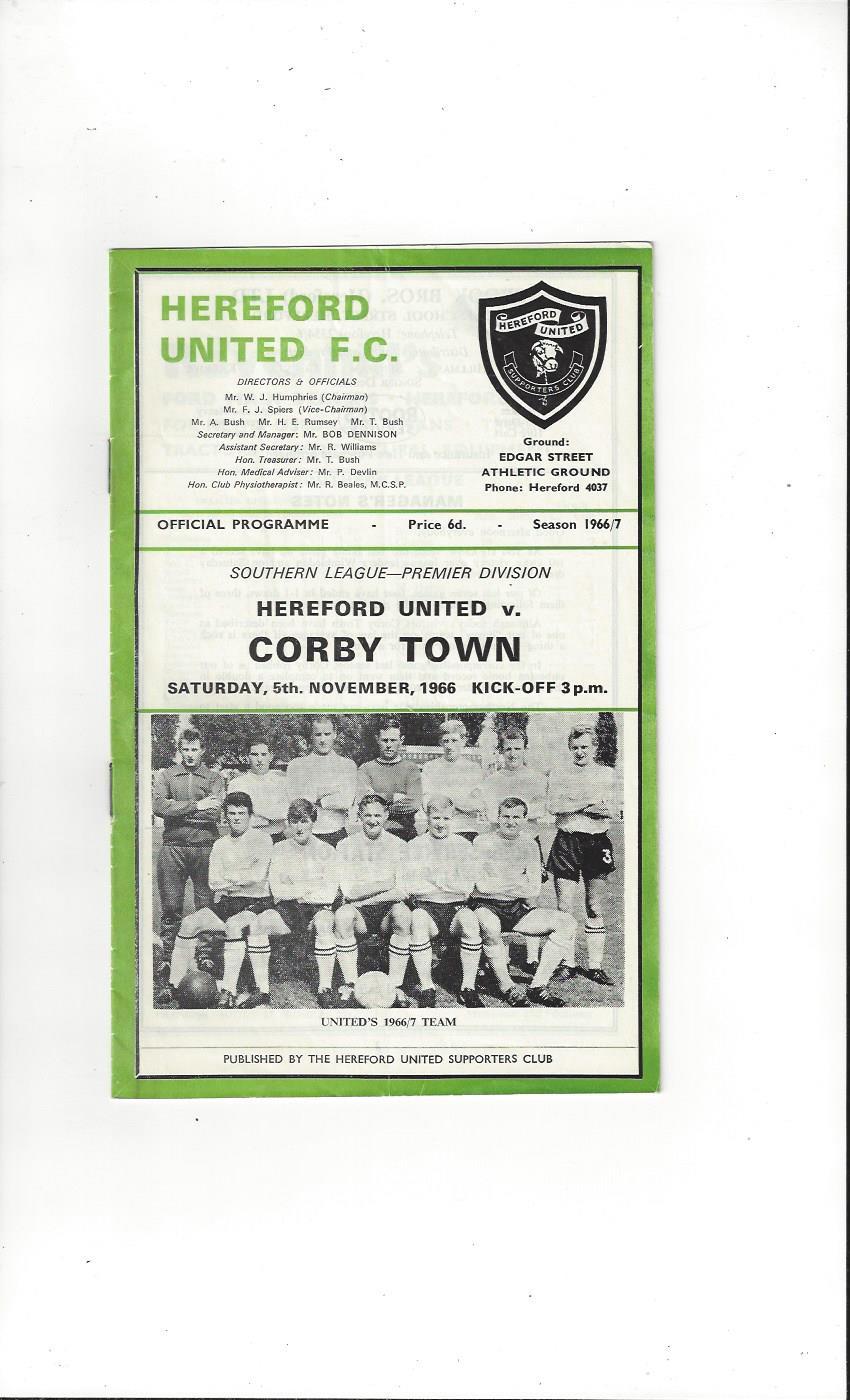 HEREFORD
UNITED F.C.
DIRECTORS & OFFICIALS
Mr. W. J. Humphries (Chairman)
Mr. F. J. Spiers (Vice-Chairman)
Mr. A. Bush Mr. H. E. Rumsey Mr. T. Bush
Secretary and Manager: Mr. BOB DENNISON
Assistant Secretary: Mr. R. Williams
Hon. Treasurer: Mr. T. Bush
Hon. Medical Adviser: Mr. P. Devlin
Hon. Club Physiotherapist: Mr. R. Beales, M.C.S.P.
HEREFORD
UNITED
SUPPORTERS CLUB
Ground:
EDGAR STREET
ATHLETIC GROUND
Phone: Hereford 4037
OFFICIAL PROGRAMME - Price 6d. - Season 1966/7
SOUTHERN LEAGUE—PREMIER DIVISION
HEREFORD UNITED v.
CORBY TOWN
SATURDAY, 5th. NOVEMBER, 1966 KICK-OFF 3 p.m.
3
UNITED'S 1966/7 TEAM
PUBLISHED BY THE HEREFORD UNITED SUPPORTERS CLUB